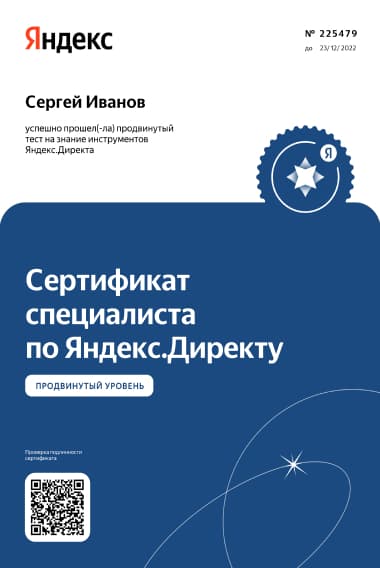 Яндекс
№ 225479
до 23/12/2022
Сергей Иванов
успешно прошел(-ла) продвинутый
тест на знание инструментов
Яндекс.Директа
Я
Сертификат
специалиста
по Яндекс.Директу
ПРОДВИНУТЫЙ УРОВЕНЬ
Проверка подлинности
сертификата